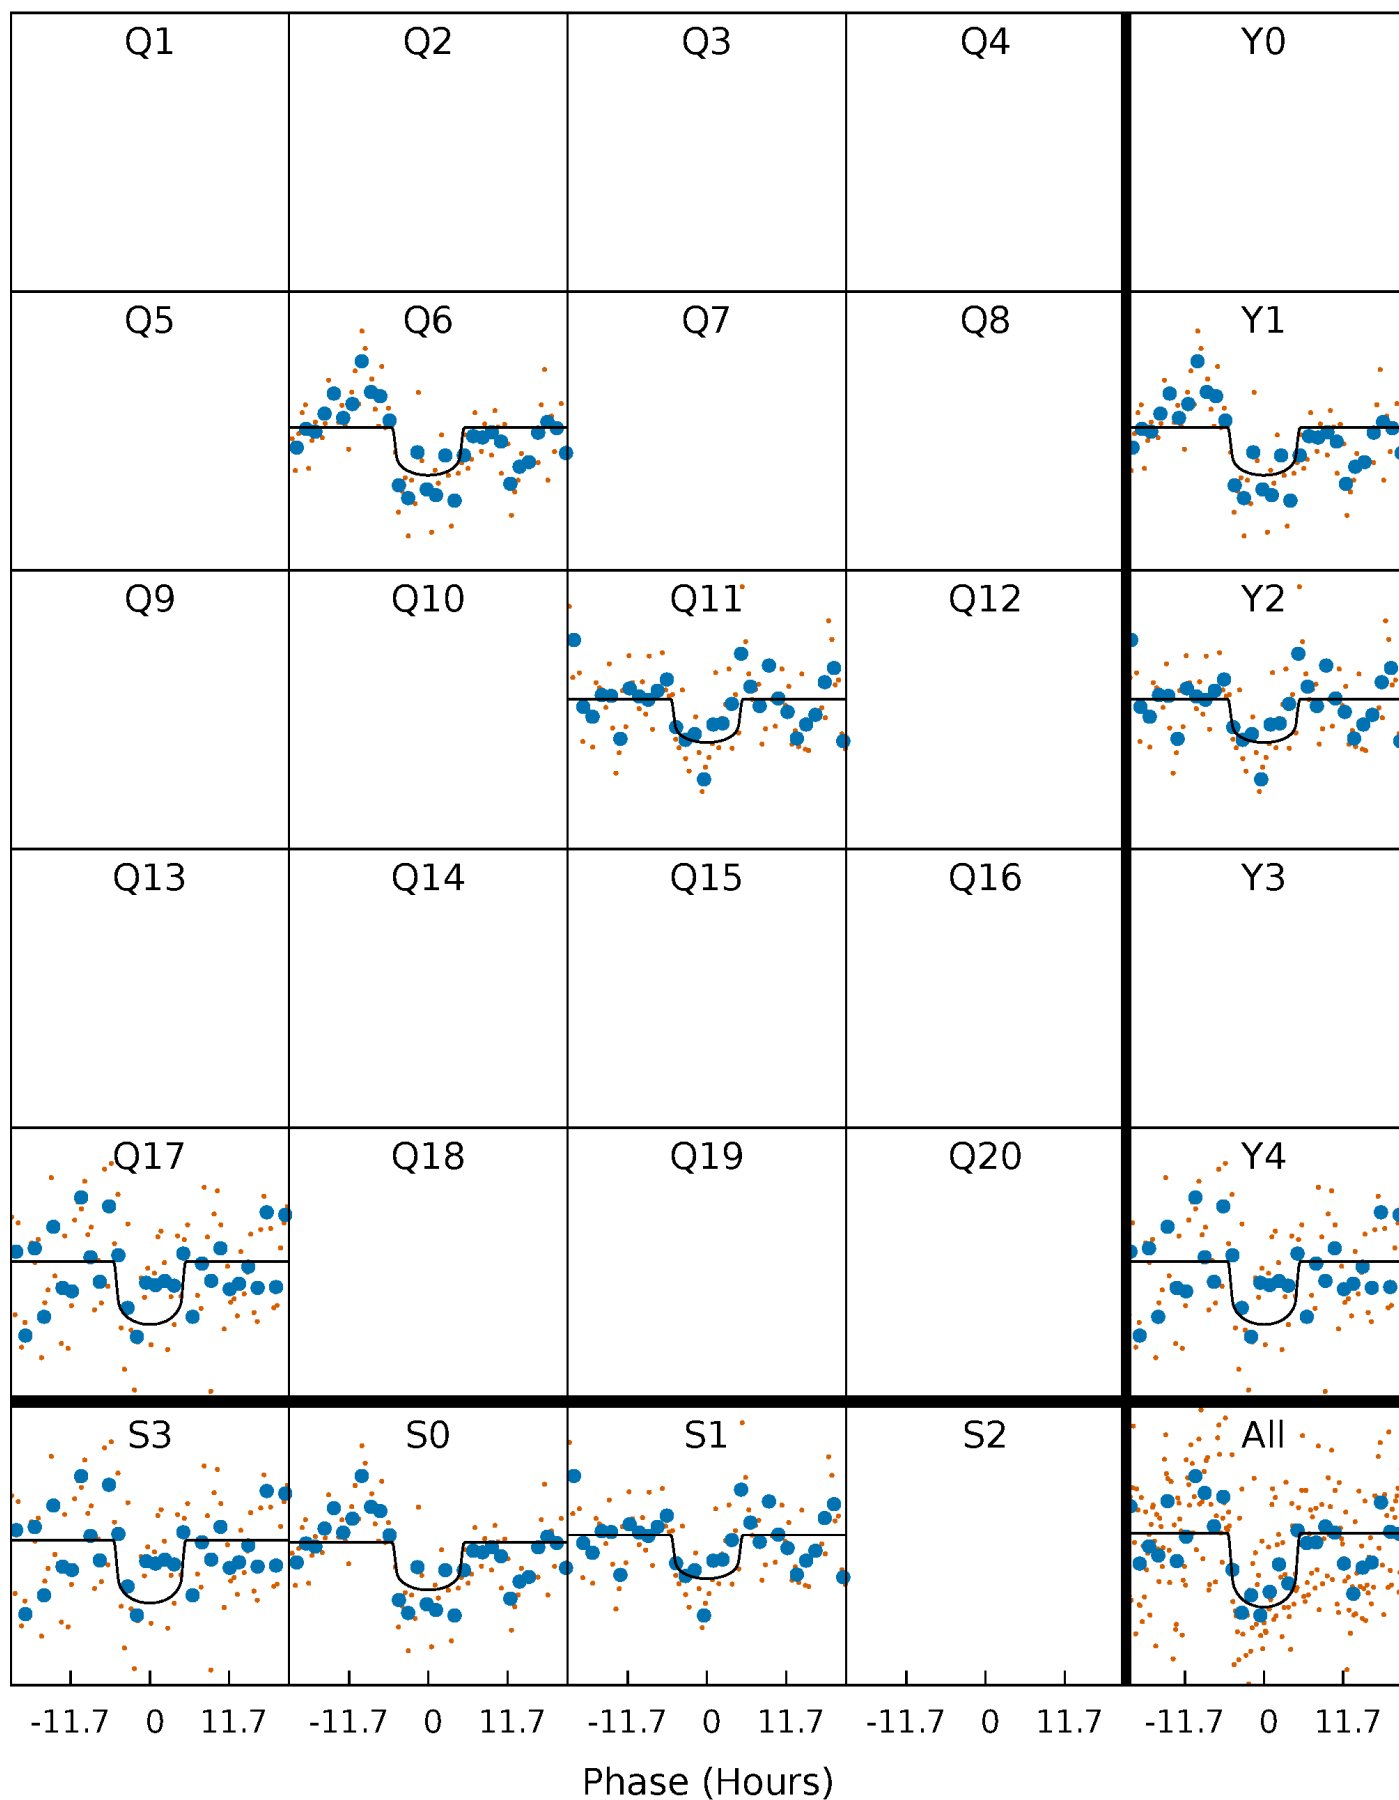 Q1 Q2 Q3 Q4 Y0
Q5 Q6 Q7 Q8 Y1
Q9 Q10 Q11 Q12 Y2
Q13 Q14 Q15 Q16 Y3
Q17 Q18 Q19 Q20 Y4
S3 S0 S1 S2 All
-11.7 0 11.7 -11.7 0 11.7 -11.7 0 11.7 -11.7 0 11.7 -11.7 0 11.7
Phase (Hours)